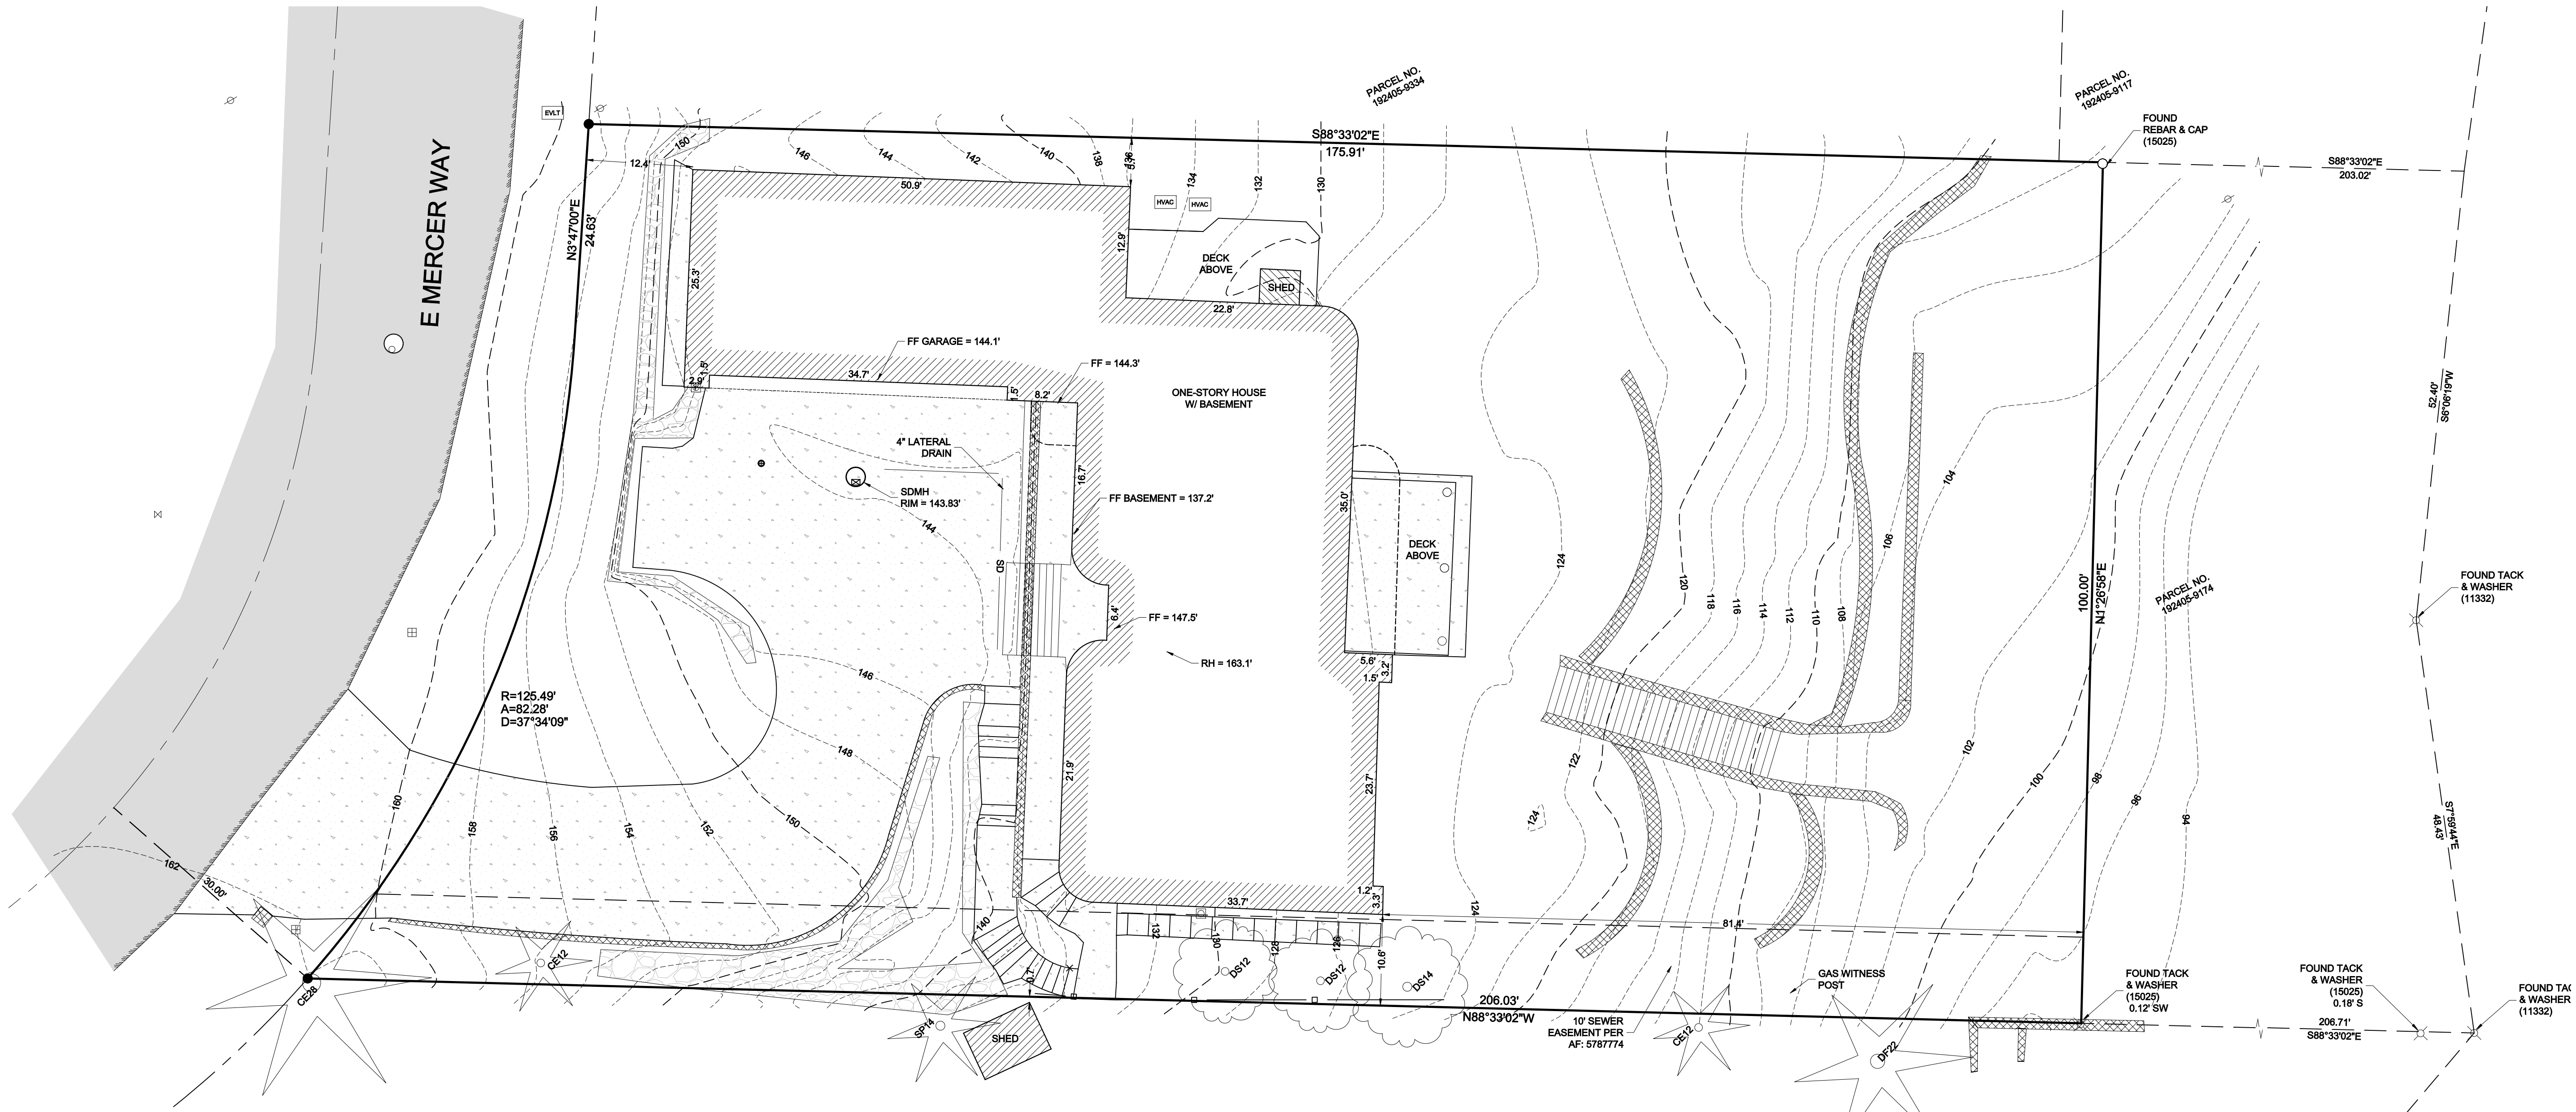 E MERCER WAY
EVLT
N3°47'00"E
24.63'
12.4'
150
146
144
142
140
138
136
5.7'
134
132
130
PARCEL NO.
192405-9334
S88°33'02"E
175.91'
PARCEL NO.
192405-9117
FOUND
REBAR & CAP
(15025)
S88°33'02"E
203.02'
50.9'
HVAC
HVAC
12.9'
DECK
ABOVE
SHED
22.8'
25.3'
FF GARAGE = 144.1'
FF = 144.3'
34.7'
1.5'
2.9'
1.5'
8.2'
ONE-STORY HOUSE
W/ BASEMENT
4" LATERAL
DRAIN
SDMH
RIM = 143.83'
144
16.7'
FF BASEMENT = 137.2'
SD
35.0'
DECK
ABOVE
6.4'
FF = 147.5'
RH = 163.1'
5.6'
3.2'
1.5'
124
120
118
116
114
112
110
108
106
104
100.00'
N1°26'58"E
PARCEL NO.
192405-9174
52.40'
S6°06'19"W
FOUND TACK
& WASHER
(11332)
R=125.49'
A=82.28'
D=37°34'09"
146
148
150
152
154
156
158
160
162
30.00'
21.9'
23.7'
122
124
124
102
100
98
96
94
S7°59'44"E
48.43'
33.7'
1.2'
3.3'
81.4'
140
132
130
128
126
10.6'
0.1'
CE28
CE12
SP14
SHED
DS12
DS12
DS14
206.03'
N88°33'02"W
10' SEWER
EASEMENT PER
AF: 5787774
CE12
GAS WITNESS
POST
DF22
FOUND TACK
& WASHER
(15025)
0.12' SW
FOUND TACK
& WASHER
(15025)
0.18' S
206.71'
S88°33'02"E
FOUND TAC
& WASHER
(11332)